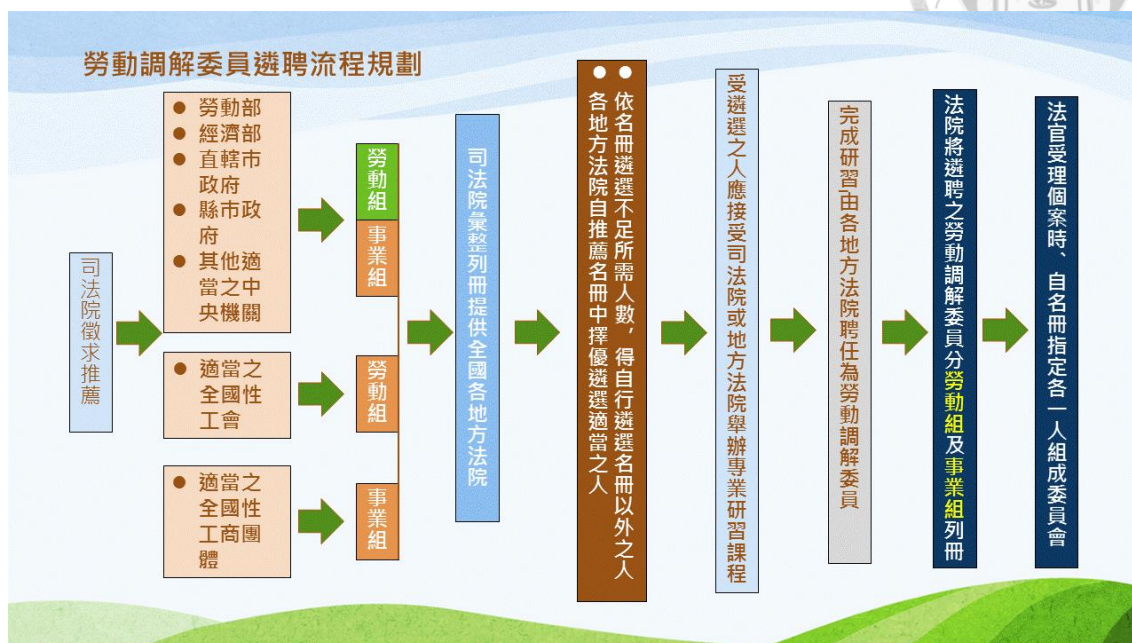 勞動調解委員遴聘流程規劃
司法院徵求推薦
● 勞動部
● 經濟部
● 直轄市
政府
● 縣市政
府
● 其他適
當之中
央機關
● 適當之
全國性
工會
● 適當之
全國性
工商團
體
勞動組
事業組
勞動組
事業組
司法院彙整列冊提供全國各地方法院
● 各地方法院自推薦名冊中擇優遴選適當之人
● 依名冊遴選不足所需人數，得自行遴選名冊以外之人
受遴選之人應接受司法院或地方法院舉辦專業研習課程
完成研習,由各地方法院聘任為勞動調解委員
法院將遴聘之勞動調解委員分勞動組及事業組列冊
法官受理個案時、自名冊指定各一人組成委員會